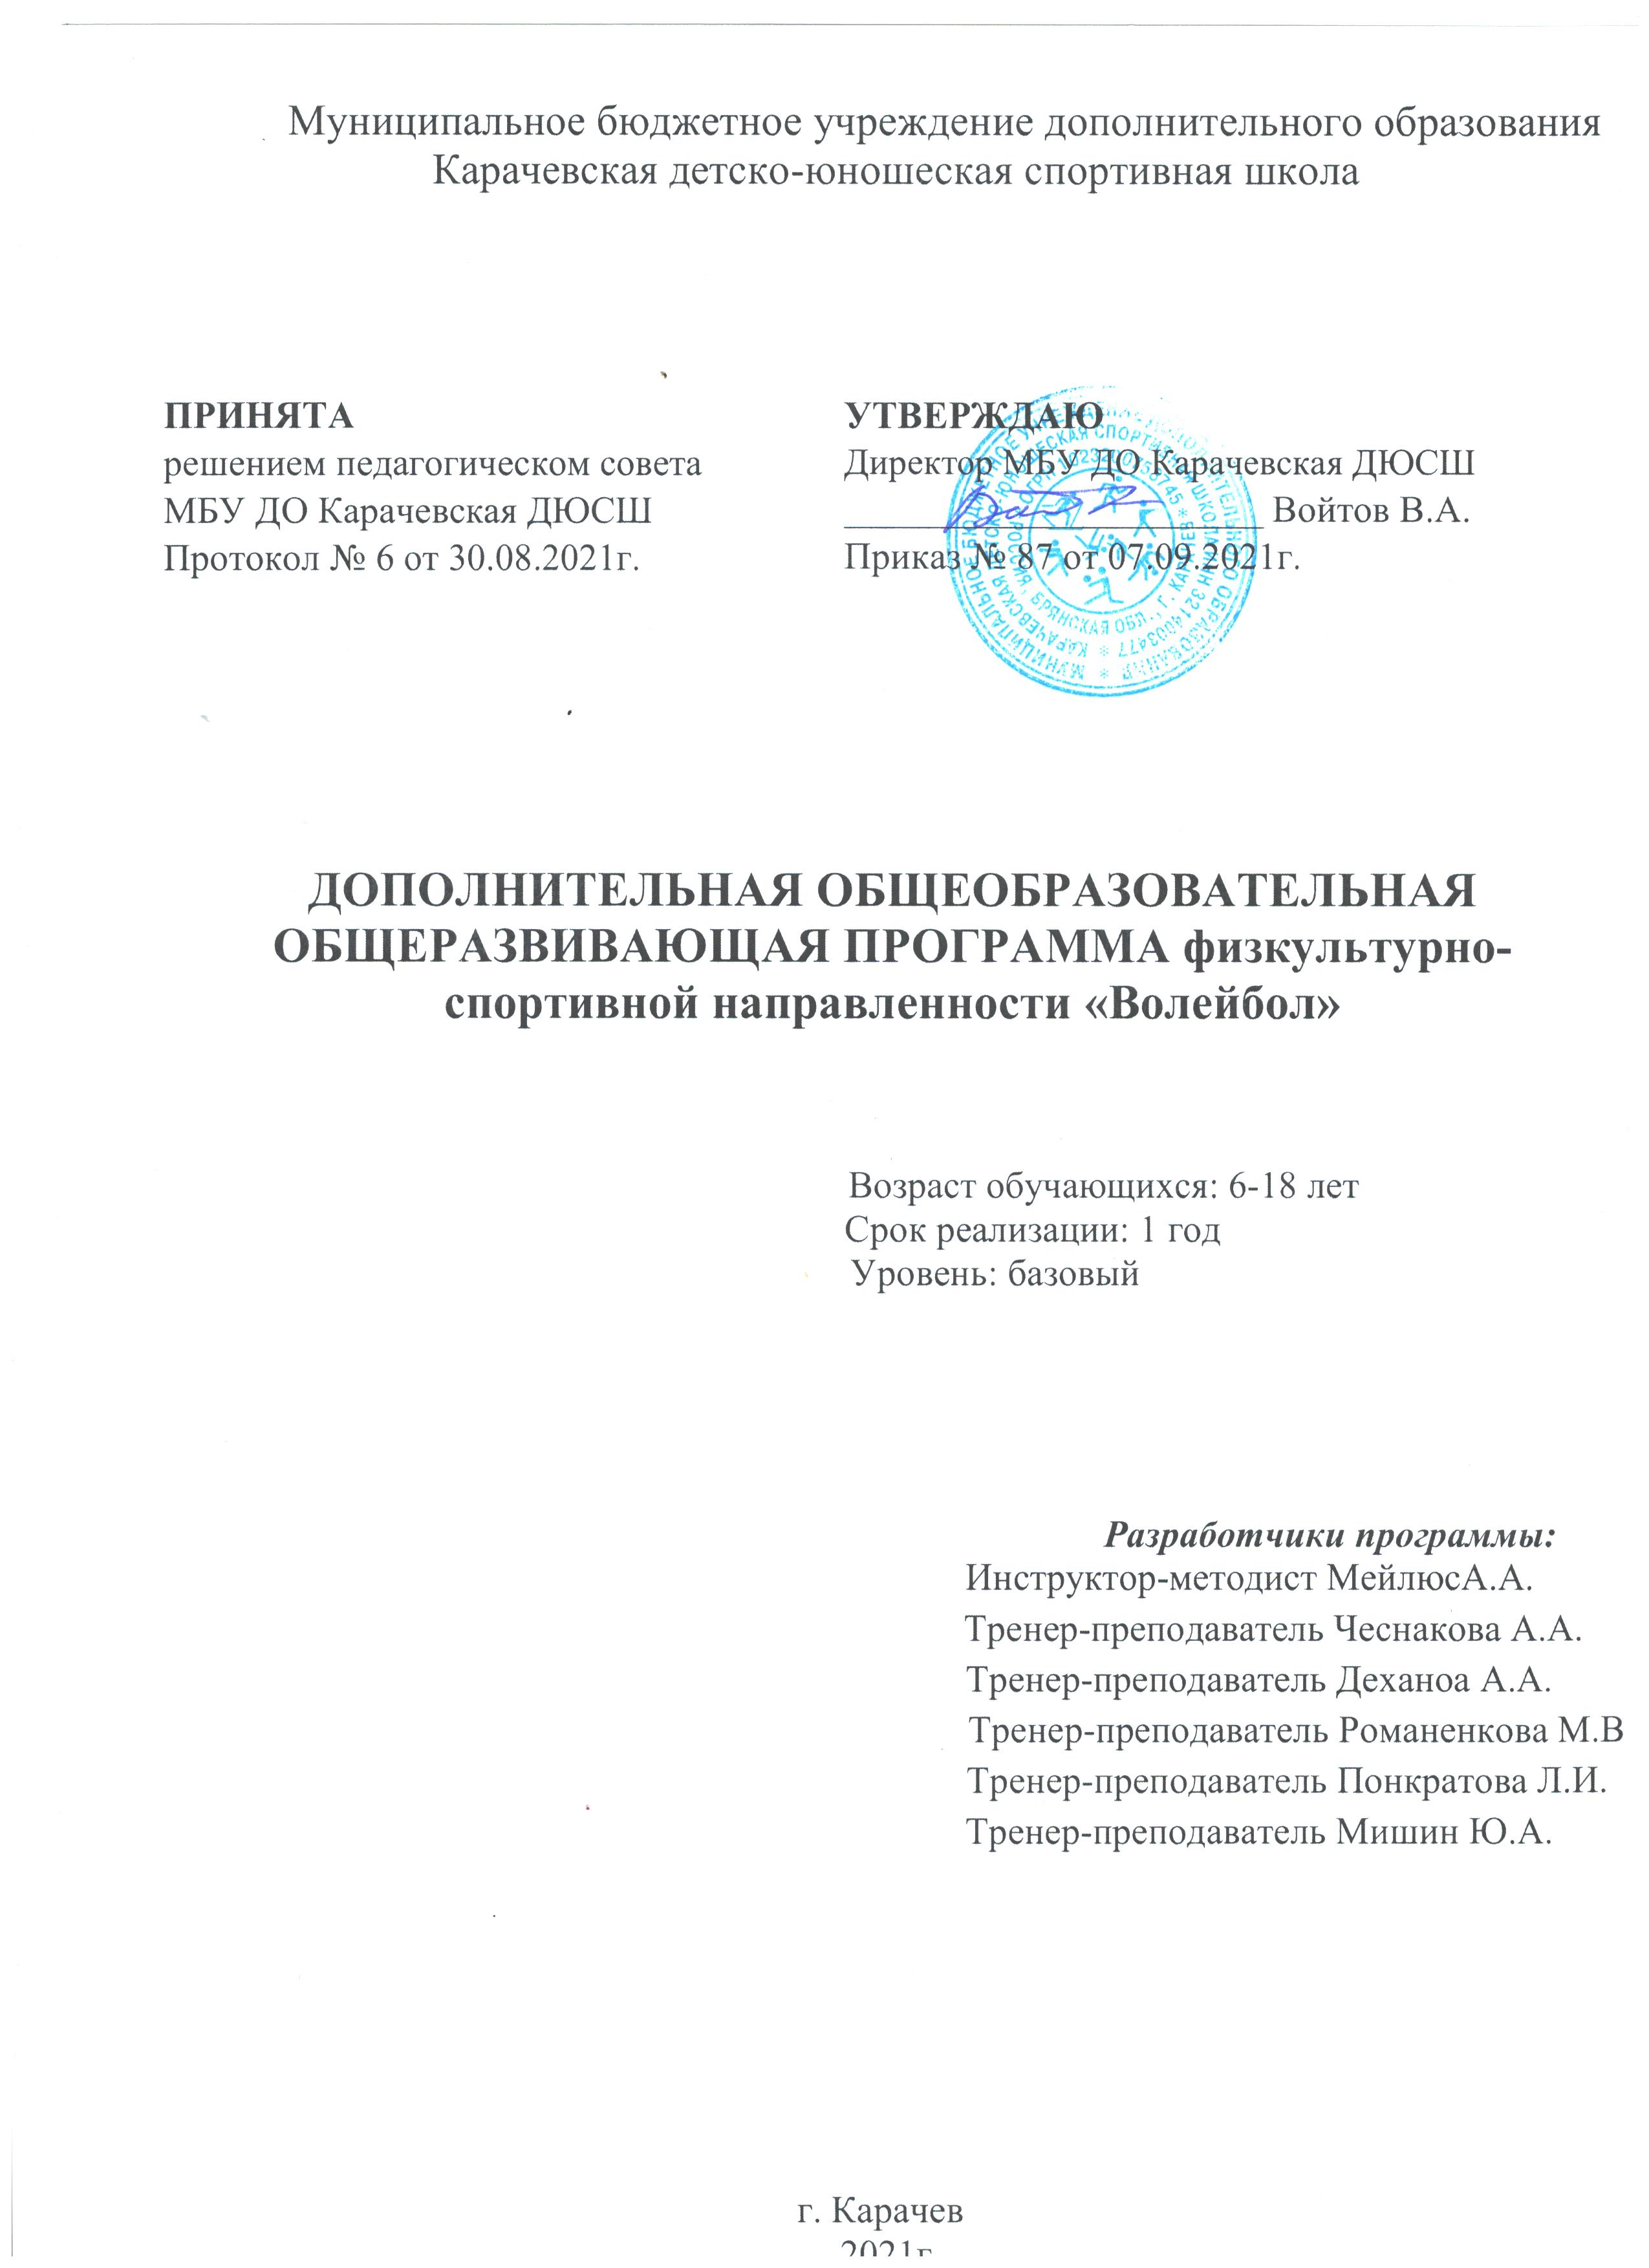 Муниципальное бюджетное учреждение дополнительного образования
Карачевская детско-юношеская спортивная школа
ПРИНЯТА
решением педагогическом совета
МБУ ДО Карачевская ДЮСШ
Протокол № 6 от 30.08.2021г.
УТВЕРЖДАЮ
Директор МБУ ДО Карачевская ДЮСШ
Войтов В.А.
Приказ № 87 от 07.09.2021г.
ДОПОЛНИТЕЛЬНАЯ ОБЩЕОБРАЗОВАТЕЛЬНАЯ
ОБЩЕРАЗВИВАЮЩАЯ ПРОГРАММА физкультурно-
спортивной направленности «Волейбол»
Возраст обучающихся: 6-18 лет
Срок реализации: 1 год
Уровень: базовый
Разработчики программы:
Инструктор-методист МейлюсА.А.
Тренер-преподаватель Чеснакова А.А.
Тренер-преподаватель Деханоа А.А.
Тренер-преподаватель Романенкова М.В
Тренер-преподаватель Понкратова Л.И.
Тренер-преподаватель Мишин Ю.А.
г. Карачев
2021г